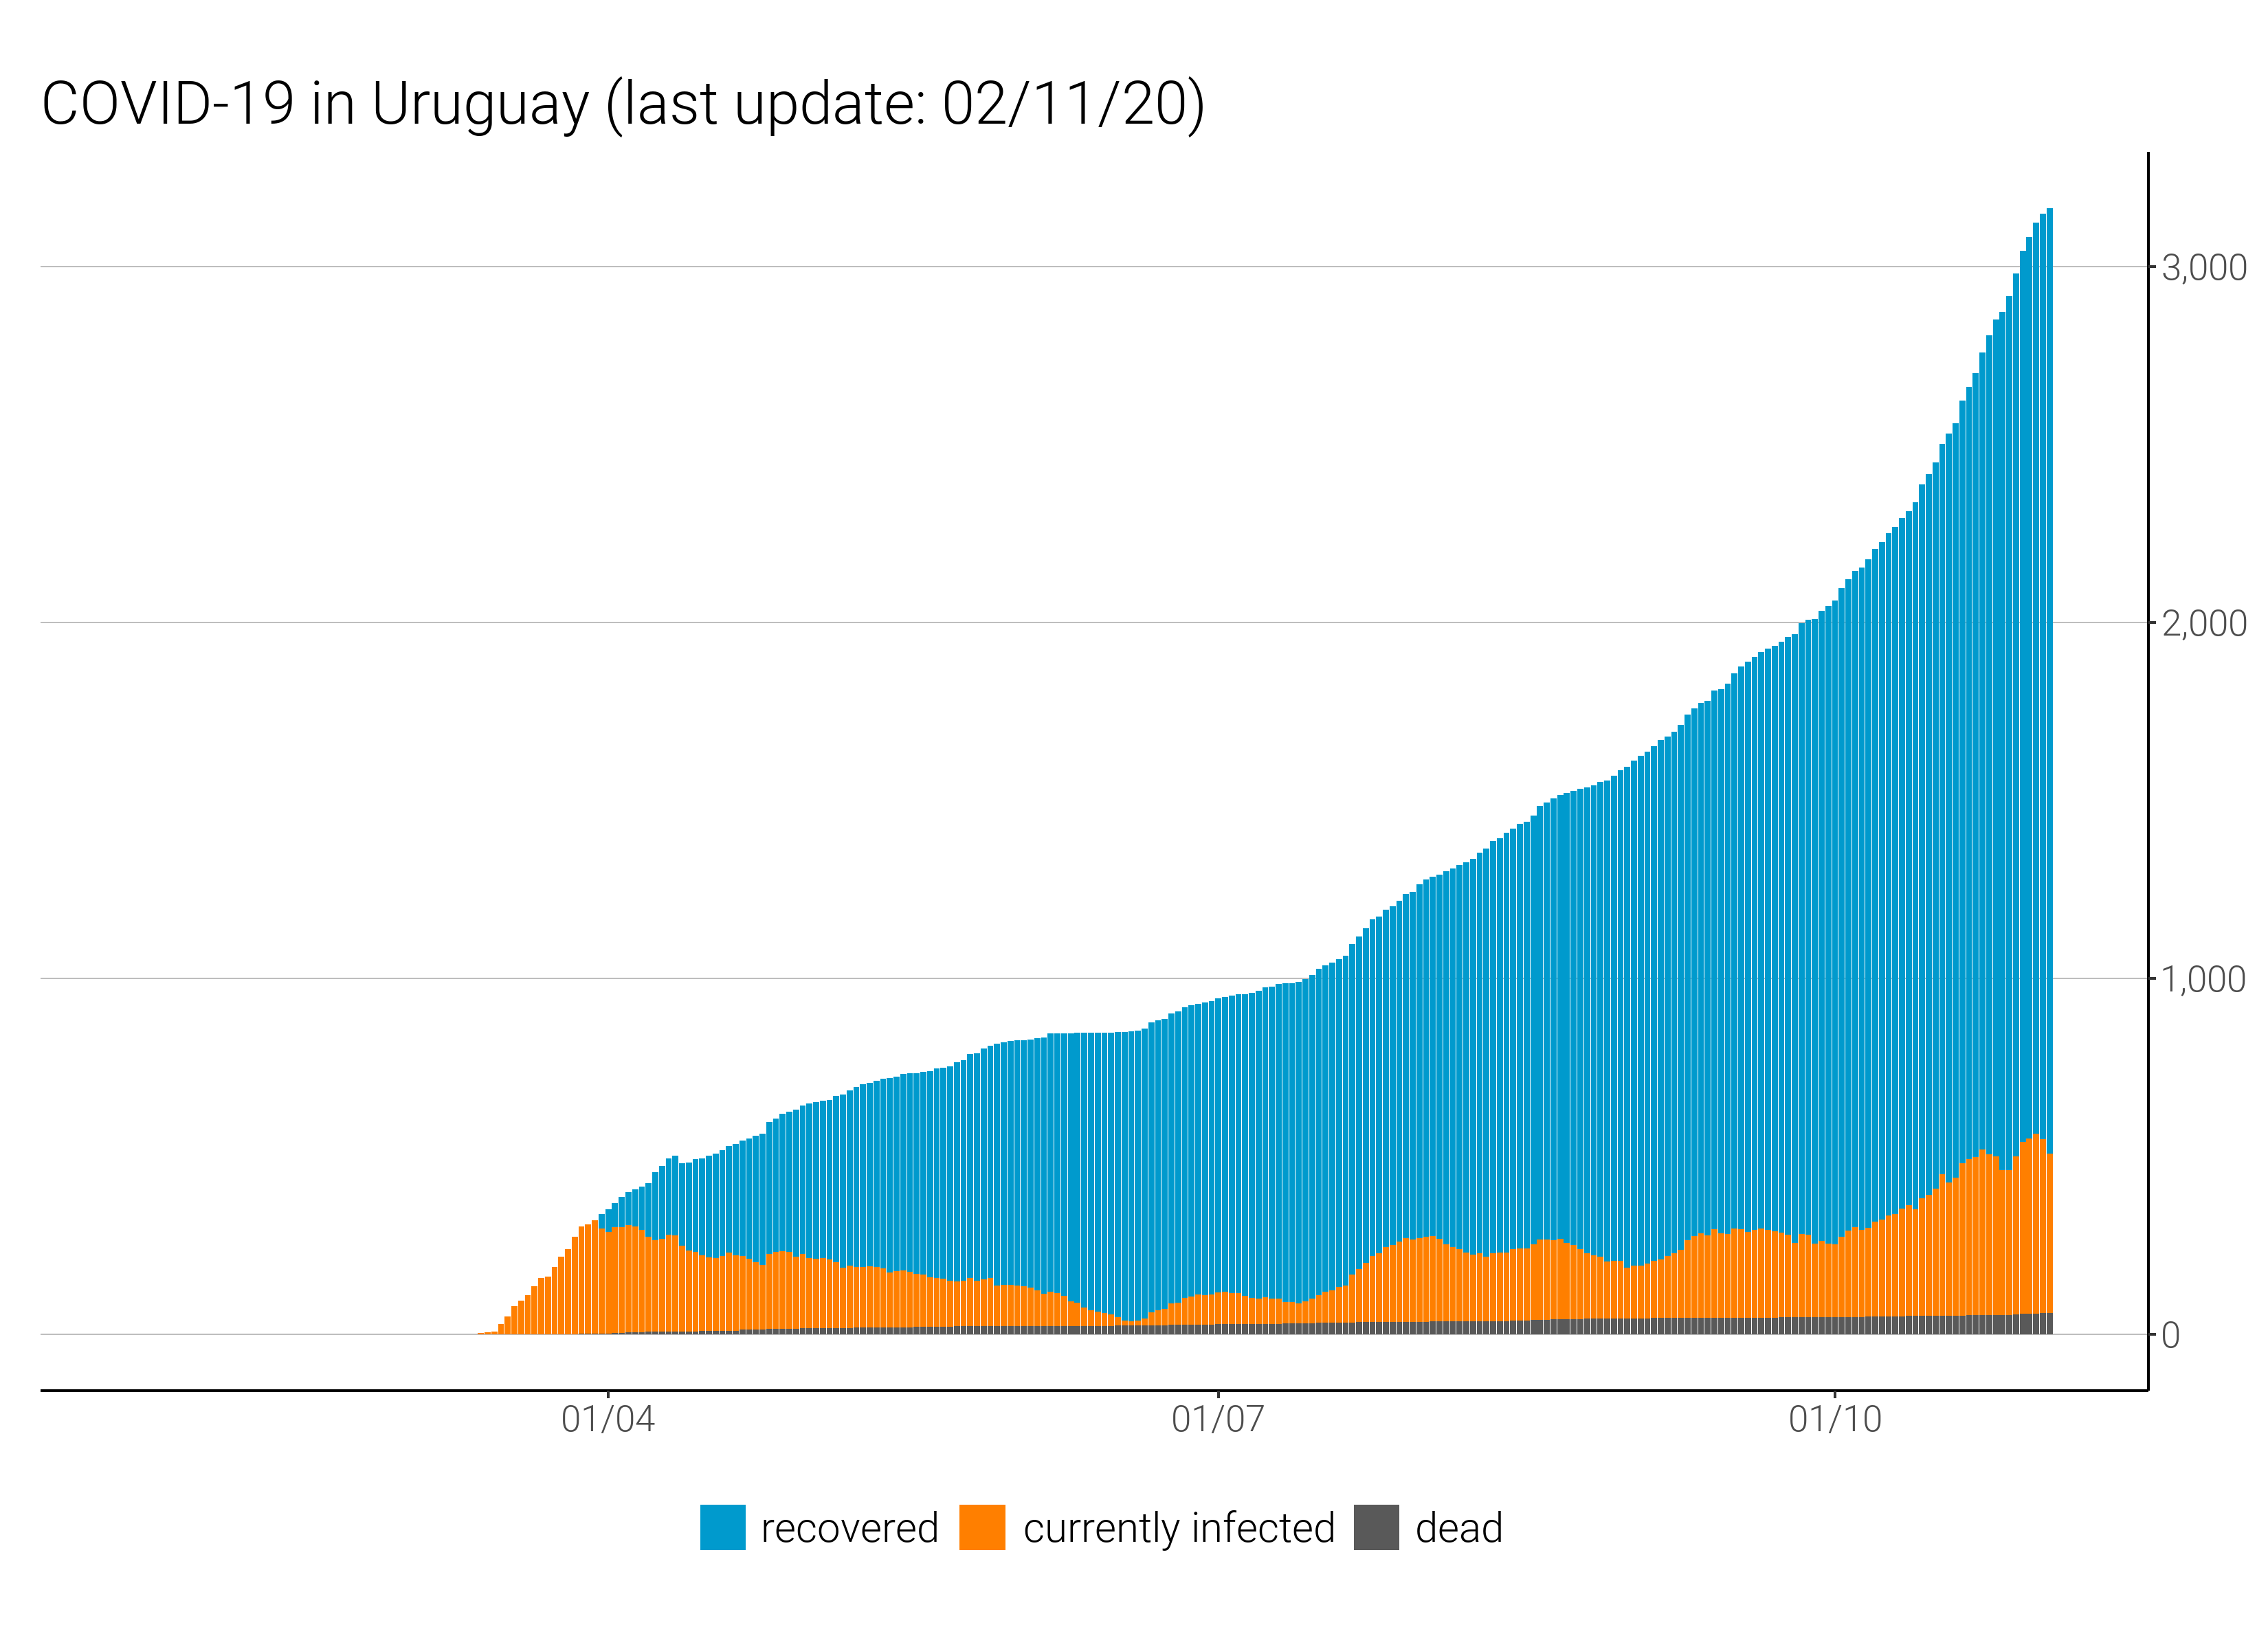 COVID-19 in Uruguay (last update: 02/11/20)
3,000
2,000
1,000
0
01/04 01/07 01/10
recovered currently infected dead